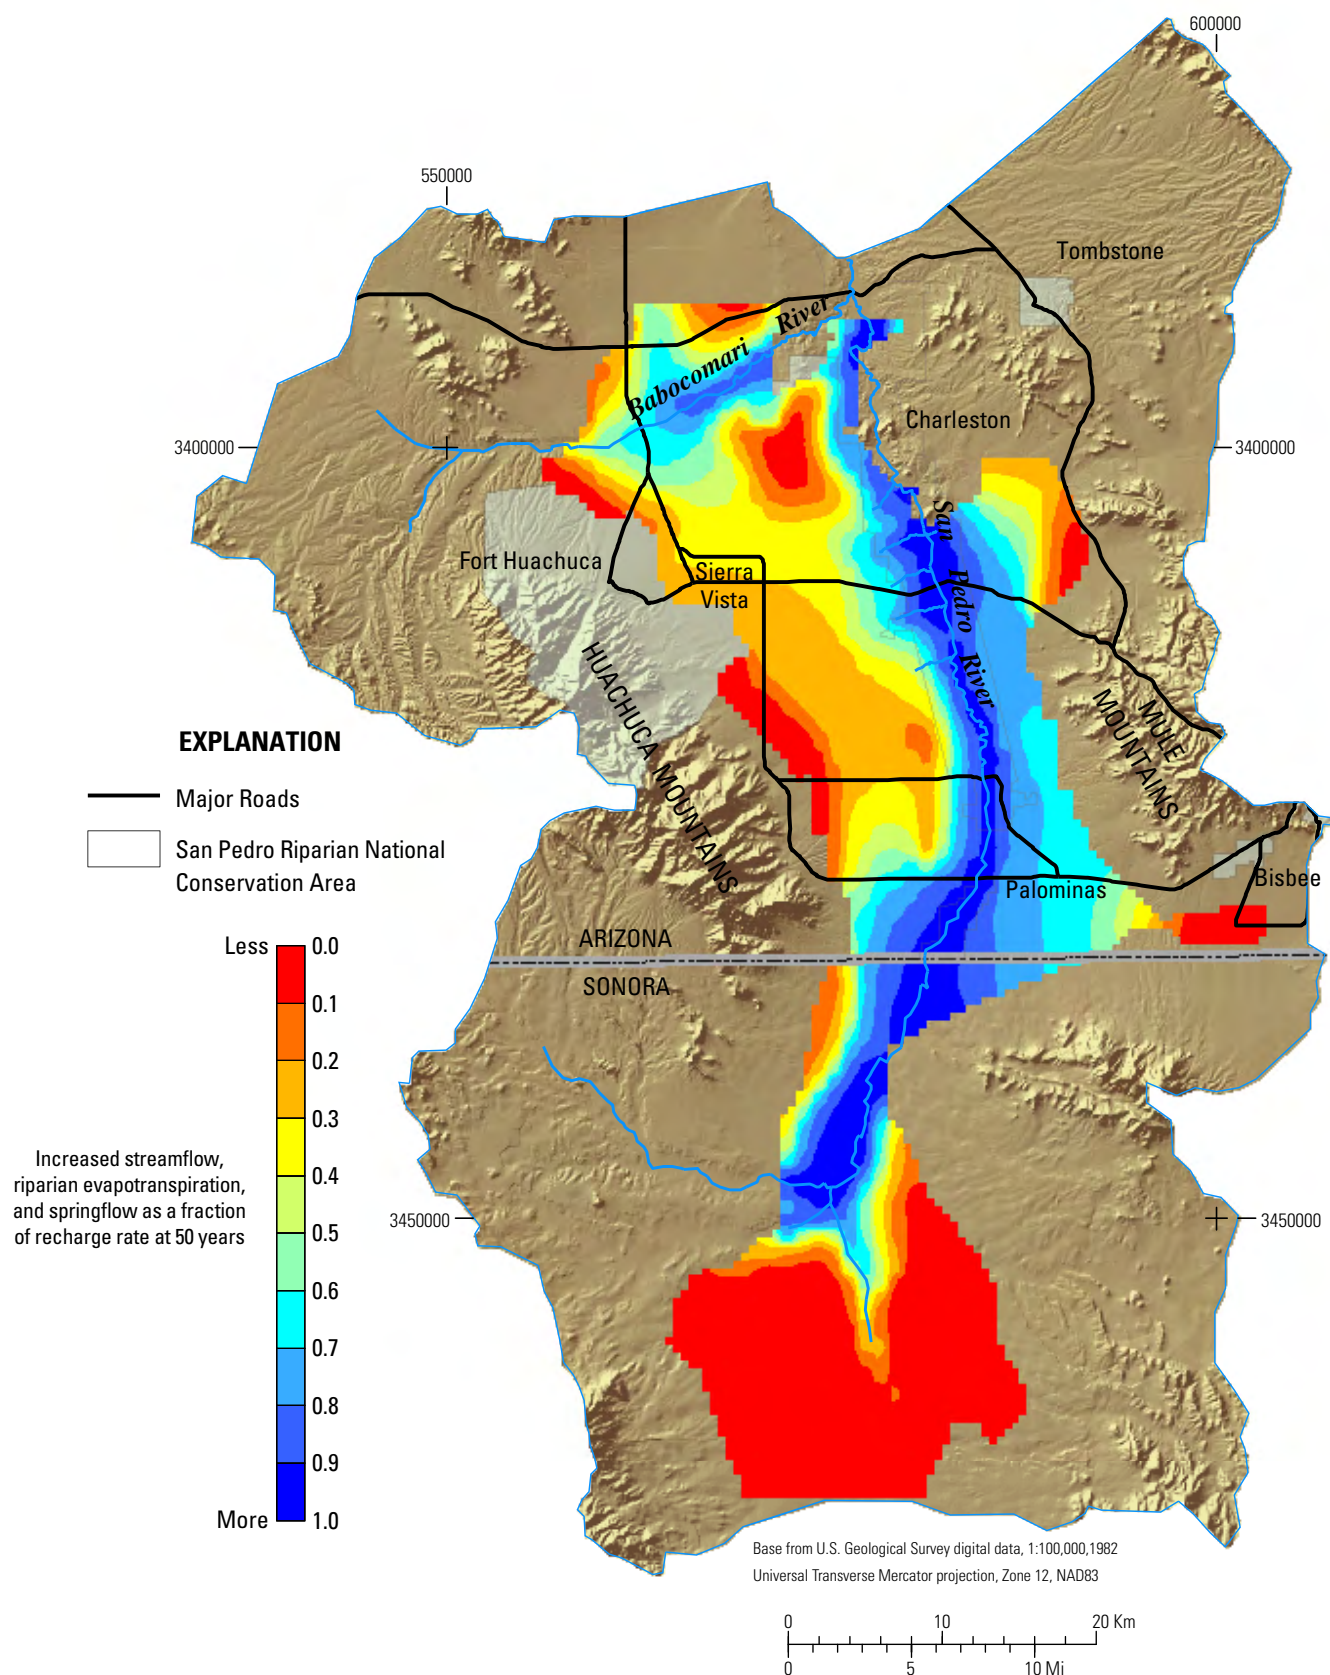 600000
550000
Tombstone
Babocomari River
Charleston
3400000
3400000
San Pedro River
Fort Huachuca
Sierra
Vista
HUACHUCA MOUNTAINS
MULE
MOUNTAINS
EXPLANATION
Major Roads
San Pedro Riparian National
Conservation Area
Bisbee
Palominas
ARIZONA
SONORA
Less
0.0
0.1
0.2
0.3
0.4
0.5
0.6
0.7
0.8
0.9
More
1.0
Increased streamflow,
riparian evapotranspiration,
and springflow as a fraction
of recharge rate at 50 years
3450000
3450000
Base from U.S. Geological Survey digital data, 1:100,000,1982
Universal Transverse Mercator projection, Zone 12, NAD83
0 10 20 Km
0 5 10 Mi